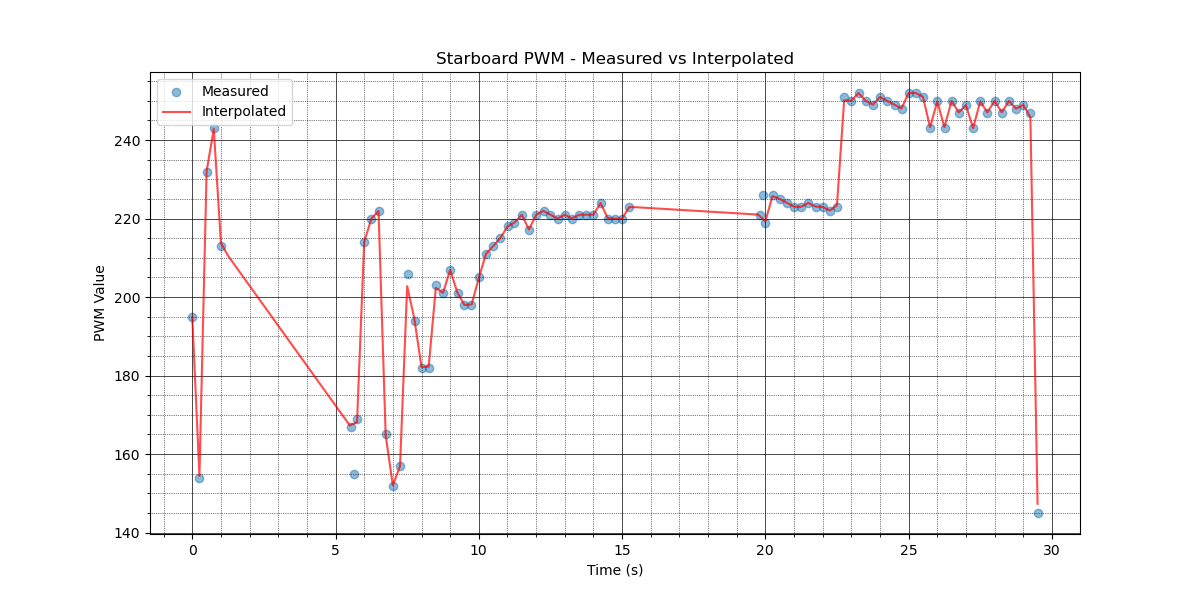 Starboard PWM - Measured vs Interpolated
Measured
Interpolated
240
220
200
180
160
140
PWM Value
0 5 10 15 20 25 30
Time (s)